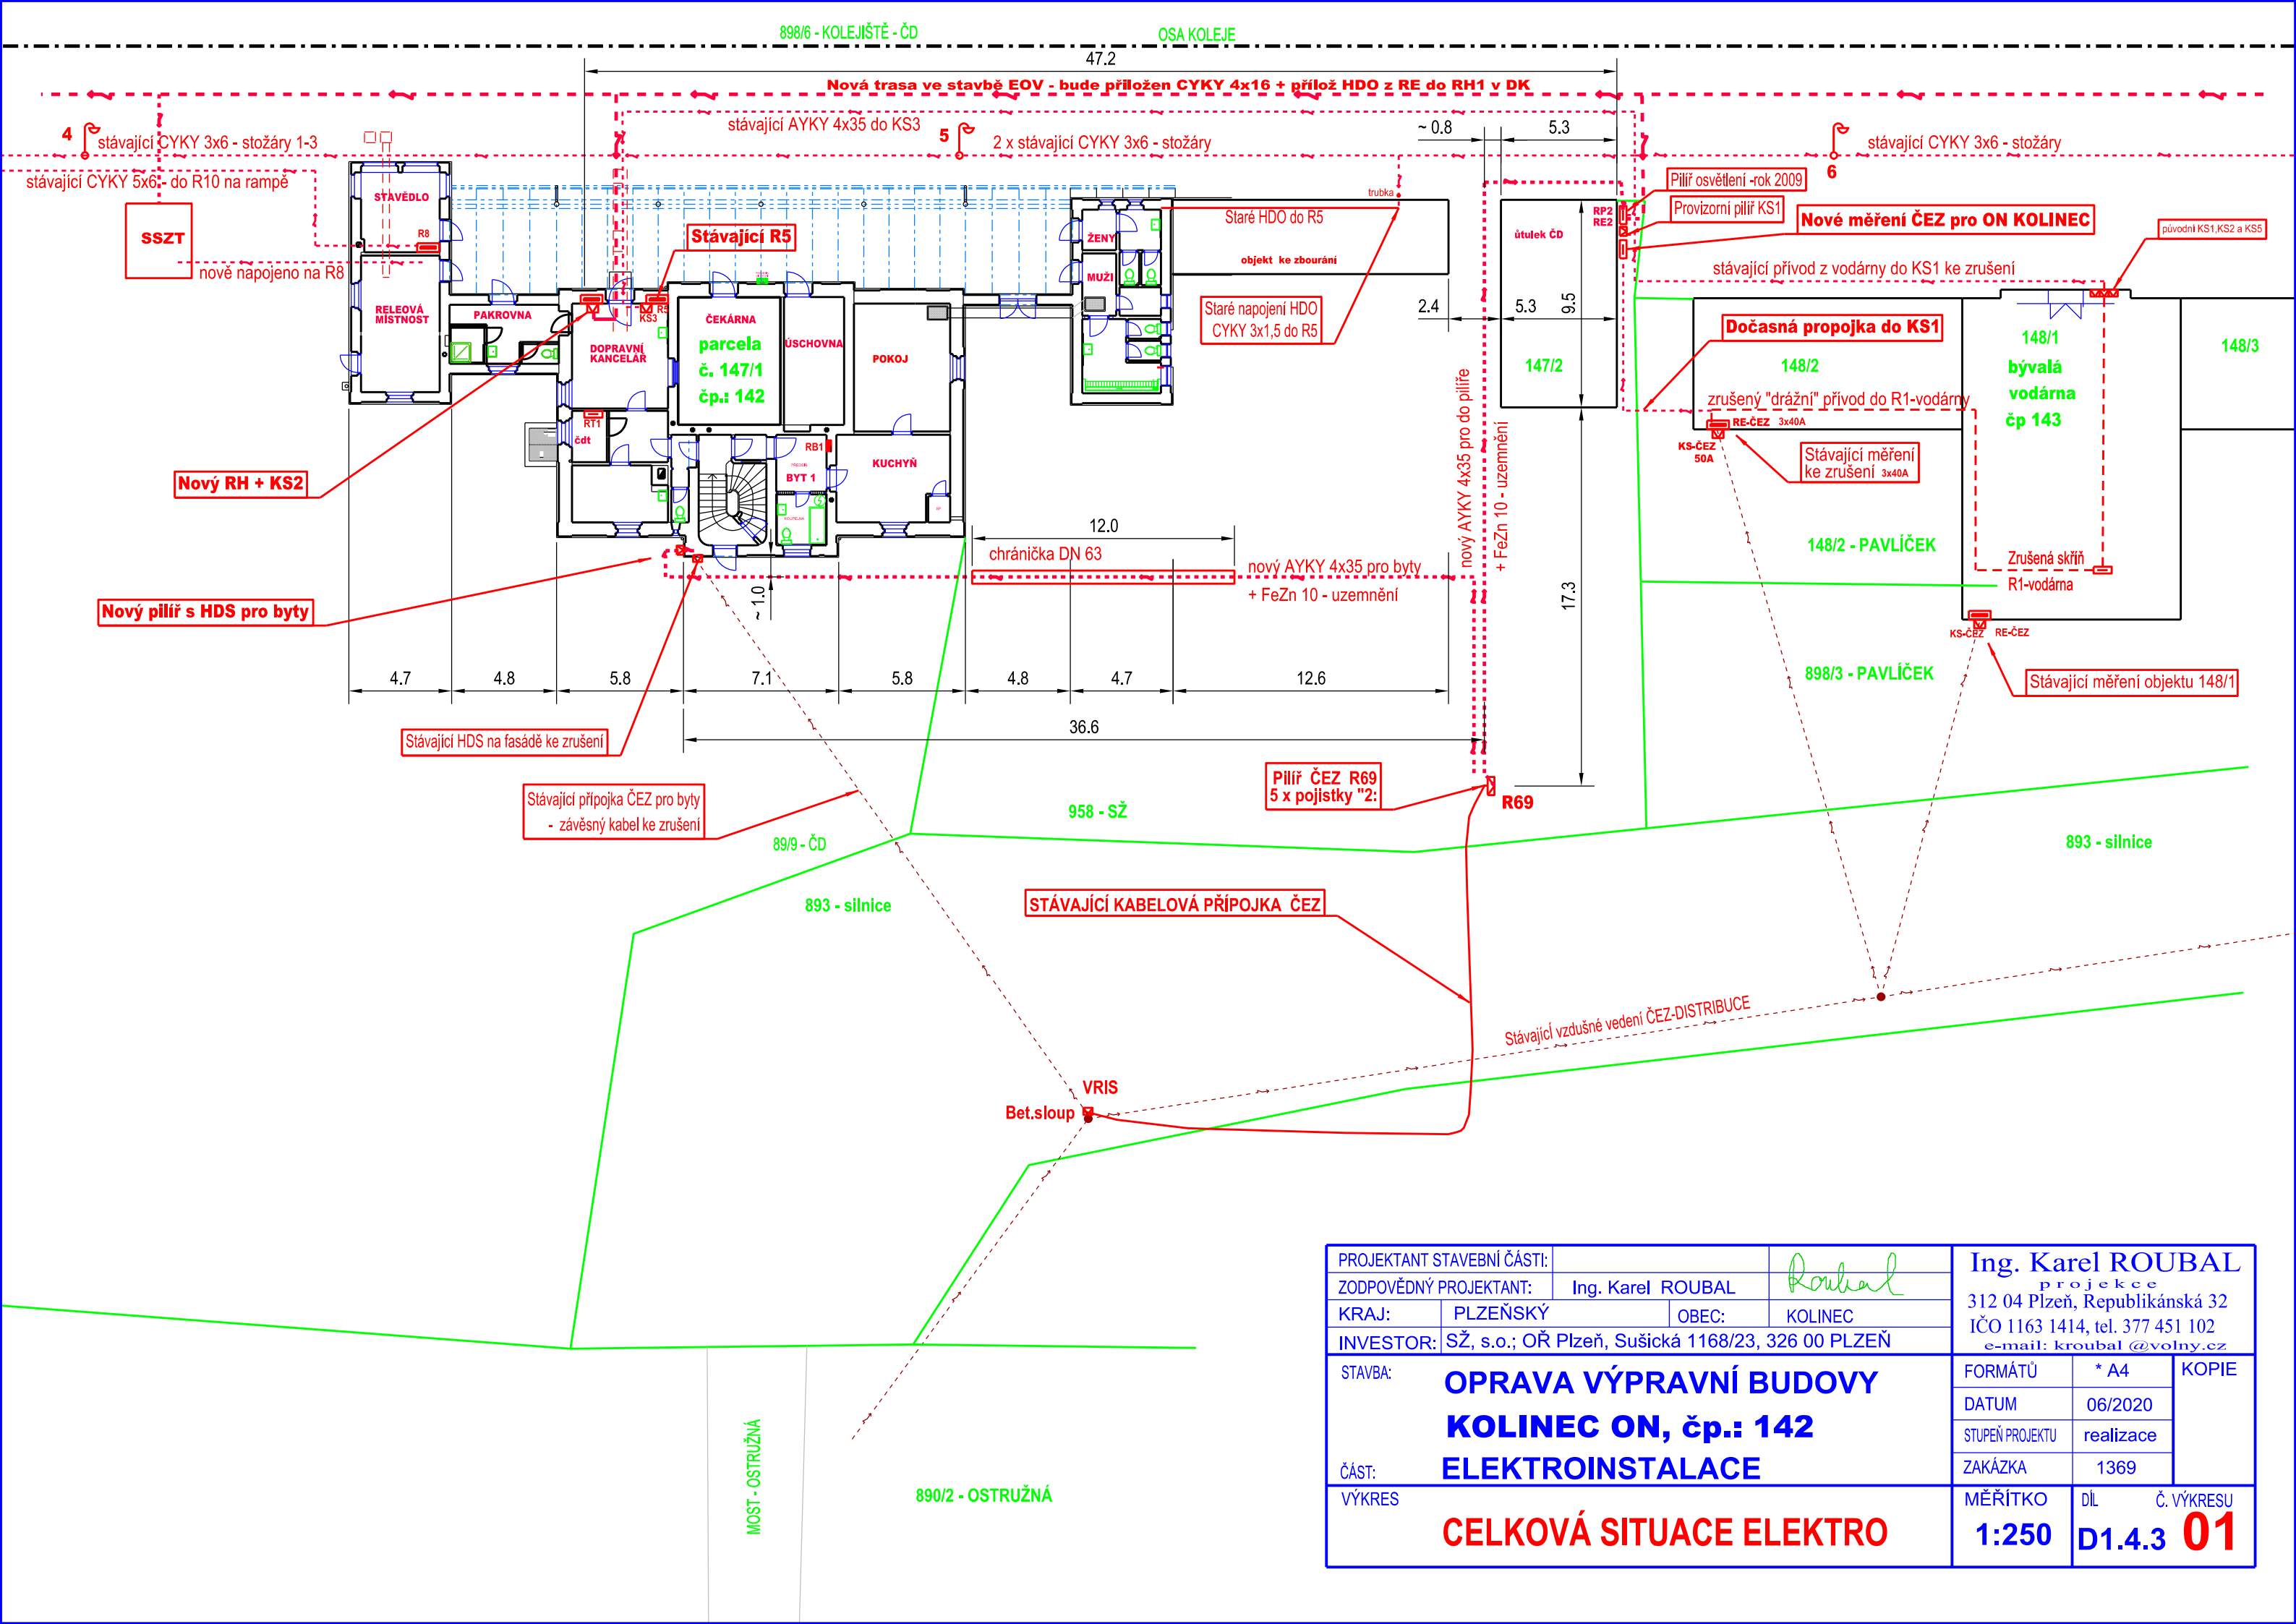 898/6 - KOLEJIŠTĚ - ČD
OSA KOLEJE
47.2
Nová trasa ve stavbě EOV - bude přiložen CYKY 4x16 + přílož HDO z RE do RH1 v DK
stávající AYKY 4x35 do KS3
4
stávající CYKY 3x6 - stožáry 1-3
5
2 x stávající CYKY 3x6 - stožáry
~ 0.8
5.3
stávající CYKY 3x6 - stožáry
6
stávající CYKY 5x6 - do R10 na rampě
SSZT
nově napojeno na R8
STAVĚDLO
R8
RELEOVÁ
MÍSTNOST
PAKROVNA
Stávající R5
R5
KS3
DOPRAVNÍ
KANCELÁŘ
ČEKÁRNA
parcela
č. 147/1
čp.: 142
ÚSCHOVNA
POKOJ
ŽENY
MUŽI
trubka
Staré HDO do R5
objekt ke zbourání
Staré napojení HDO
CYKY 3x1,5 do R5
útulek ČD
RP2
RE2
2.4
5.3
9.5
147/2
Pilíř osvětlení -rok 2009
Provizorní pilíř KS1
Nové měření ČEZ pro ON KOLINEC
původní KS1,KS2 a KS5
stávající přívod z vodárny do KS1 ke zrušení
Dočasná propojka do KS1
148/2
148/1
bývalá
vodárna
čp 143
148/3
zrušený "drážní" přívod do R1-vodárny
RE-ČEZ 3x40A
KS-ČEZ
50A
Stávající měření
ke zrušení 3x40A
RT1
čdt
RB1
BYT 1
KUCHYŇ
Nový RH + KS2
nový AYKY 4x35 pro do pilíře
+ FeZn 10 - uzemnění
12.0
chránička DN 63
nový AYKY 4x35 pro byty
+ FeZn 10 - uzemnění
~ 1.0
17.3
148/2 - PAVLÍČEK
Zrušená skříň
R1-vodárna
KS-ČEZ
RE-ČEZ
Nový pilíř s HDS pro byty
4.7
4.8
5.8
7.1
5.8
4.8
4.7
12.6
898/3 - PAVLÍČEK
Stávající měření objektu 148/1
36.6
Stávající HDS na fasádě ke zrušení
Stávající přípojka ČEZ pro byty
- závěsný kabel ke zrušení
Pilíř ČEZ R69
5 x pojistky "2:
R69
958 - SŽ
89/9 - ČD
893 - silnice
893 - silnice
STÁVAJÍCÍ KABELOVÁ PŘÍPOJKA ČEZ
Stávající vzdušné vedení ČEZ-DISTRIBUCE
VRIS
Bet.sloup
MOST - OSTRUŽNÁ
890/2 - OSTRUŽNÁ
PROJEKTANT STAVEBNÍ ČÁSTI:
ZODPOVĚDNÝ PROJEKTANT: Ing. Karel ROUBAL
Roubal
KRAJ: PLZEŇSKÝ OBEC: KOLINEC
INVESTOR: SŽ, s.o.; OŘ Plzeň, Sušická 1168/23, 326 00 PLZEŇ
Ing. Karel ROUBAL
projekce
312 04 Plzeň, Republikánská 32
IČO 1163 1414, tel. 377 451 102
e-mail: kroubal @volny.cz
STAVBA:
OPRAVA VÝPRAVNÍ BUDOVY
KOLINEC ON, čp.: 142
ČÁST: ELEKTROINSTALACE
FORMÁTŮ * A4 KOPIE
DATUM 06/2020
STUPEŇ PROJEKTU realizace
ZAKÁZKA 1369
VÝKRES
CELKOVÁ SITUACE ELEKTRO
MĚŘÍTKO
1:250
DÍL
D1.4.3
Č. VÝKRESU
01